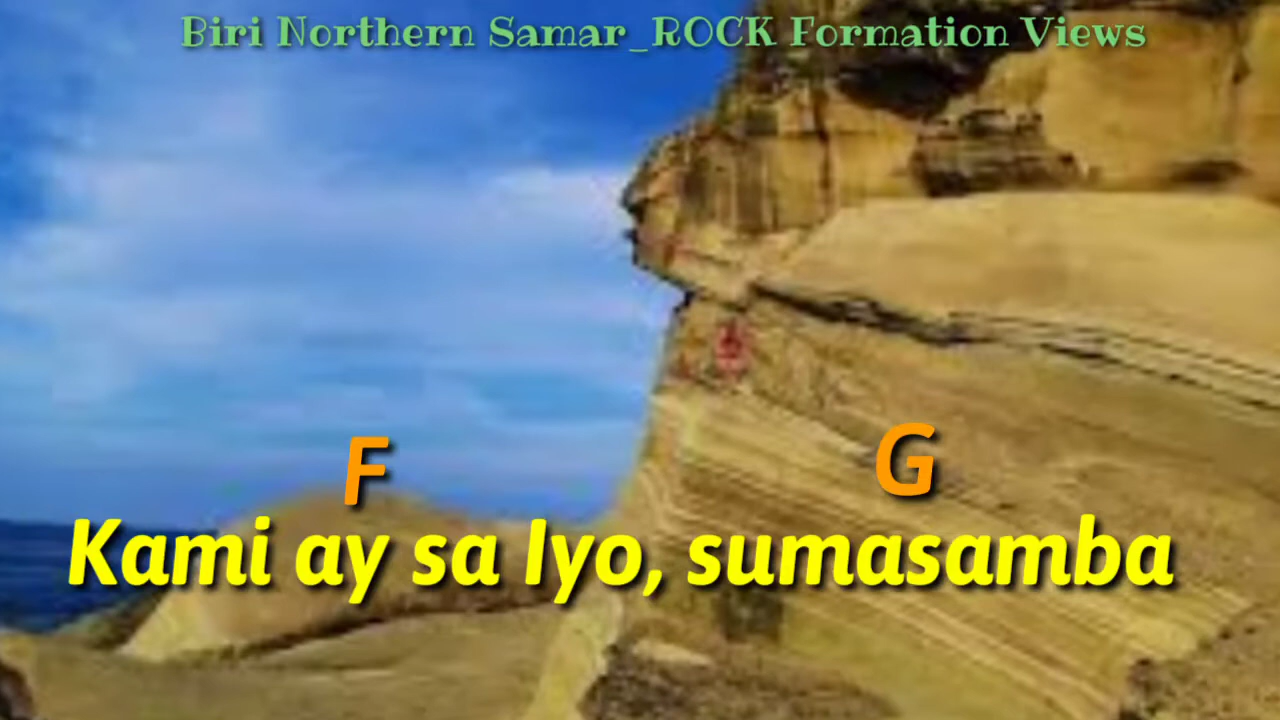 Biri Northern Samar_ROCK Formation Views
F G
Kami ay sa Iyo, sumasamba